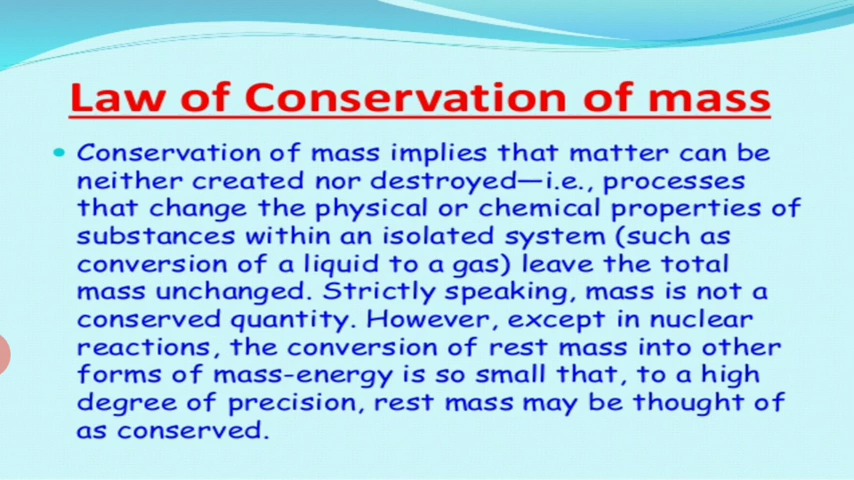 Law of Conservation of mass
• Conservation of mass implies that matter can be
neither created nor destroyed—i.e., processes
that change the physical or chemical properties of
substances within an isolated system (such as
conversion of a liquid to a gas) leave the total
mass unchanged. Strictly speaking, mass is not a
conserved quantity. However, except in nuclear
reactions, the conversion of rest mass into other
forms of mass-energy is so small that, to a high
degree of precision, rest mass may be thought of
as conserved.